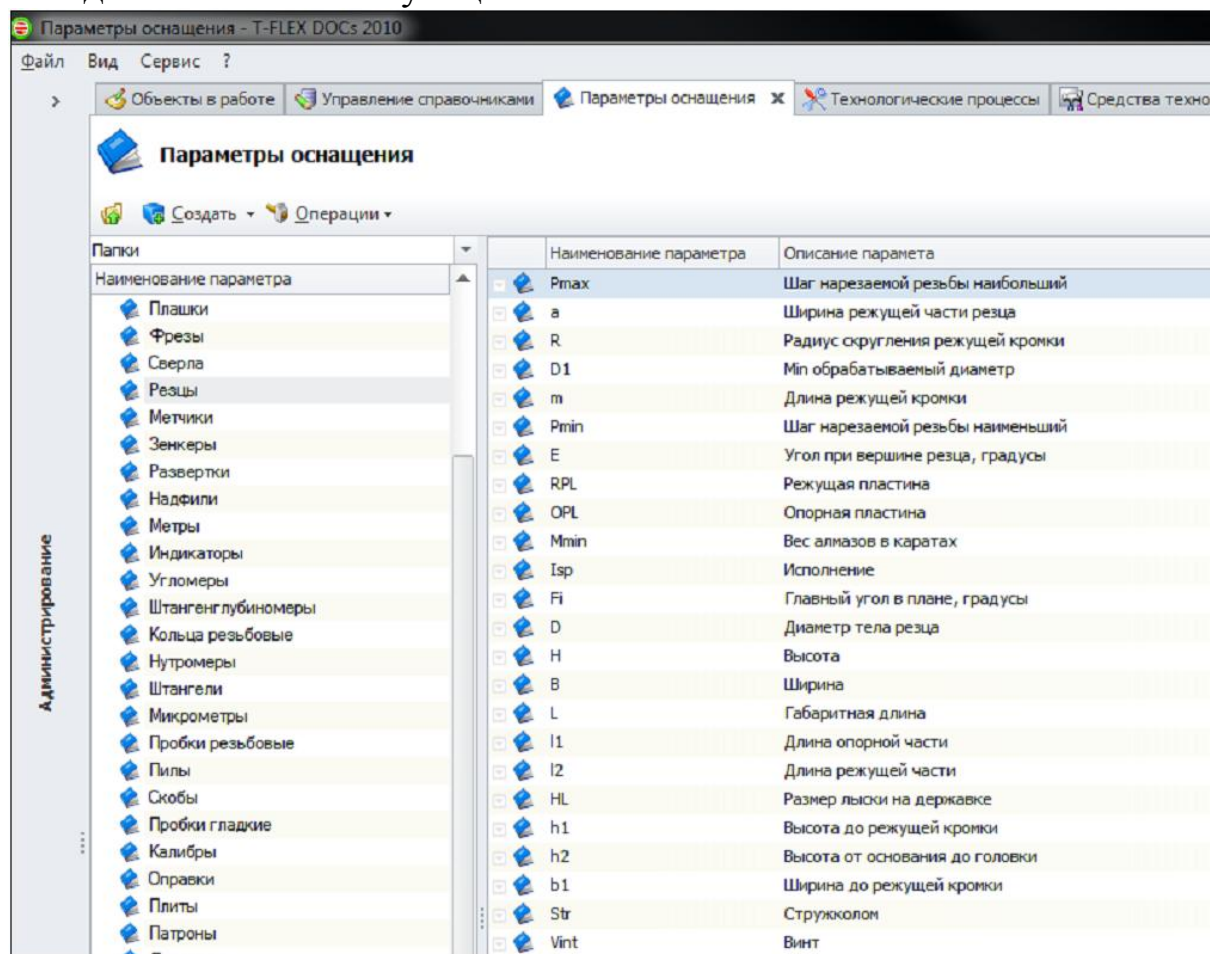 Параметры оснащения - T-FLEX DOCs 2010
Файл Вид Сервис ?
Объекты в работе Управление справочниками Параметры оснащения Технологические процессы Средства техно
Параметры оснащения
Создать Операции
Папки
Наименование параметра
Плашки
Фрезы
Сверла
Резцы
Метчики
Зенкеры
Развертки
Надфили
Метры
Индикаторы
Угломеры
Штангенглубиномеры
Кольца резьбовые
Нутромеры
Штангели
Микрометры
Пробки резьбовые
Пилы
Скобы
Пробки гладкие
Калибры
Оправки
Плиты
Патроны
Администрирование
Наименование параметра Описание парамета
Pmax Шаг нарезаемой резьбы наибольший
a Ширина режущей части резца
R Радиус скругления режущей кромки
D1 Min обрабатываемый диаметр
m Длина режущей кромки
Pmin Шаг нарезаемой резьбы наименьший
E Угол при вершине резца, градусы
RPL Режущая пластина
OPL Опорная пластина
Mmin Вес алмазов в каратах
Isp Исполнение
Fi Главный угол в плане, градусы
D Диаметр тела резца
H Высота
B Ширина
L Габаритная длина
l1 Длина опорной части
l2 Длина режущей части
HL Размер лыски на державке
h1 Высота до режущей кромки
h2 Высота от основания до головки
b1 Ширина до режущей кромки
Str Стружколом
Vint Винт